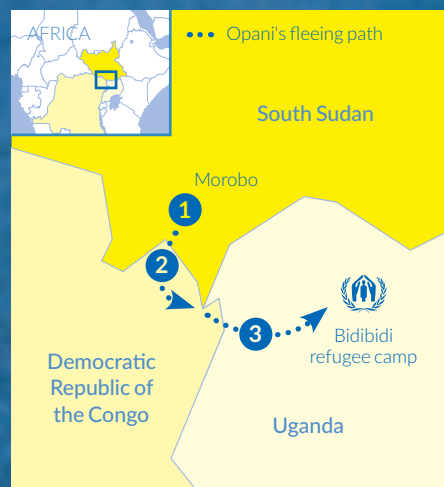 AFRICA
Opani's fleeing path
South Sudan
Morobo
1
2
3
Bidibidi
refugee camp
Democratic
Republic of
the Congo
Uganda